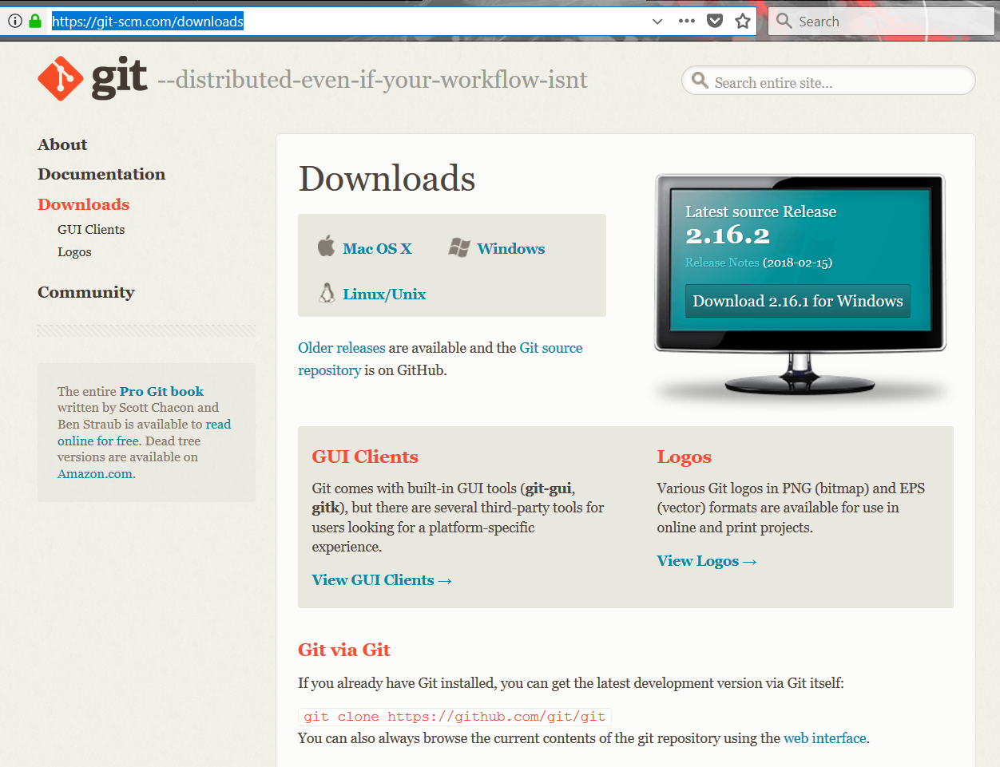 https://git-scm.com/downloads
Search
git --distributed-even-if-your-workflow-isnt
Search entire site...
About
Documentation
Downloads
GUI Clients
Logos
Community
The entire Pro Git book
written by Scott Chacon and
Ben Straub is available to read
online for free. Dead tree
versions are available on
Amazon.com.
Downloads
Mac OS X
Windows
Linux/Unix
Older releases are available and the Git source
repository is on GitHub.
Latest source Release
2.16.2
Release Notes (2018-02-15)
Download 2.16.1 for Windows
GUI Clients
Git comes with built-in GUI tools (git-gui,
gitk), but there are several third-party tools for
users looking for a platform-specific
experience.
View GUI Clients →
Logos
Various Git logos in PNG (bitmap) and EPS
(vector) formats are available for use in
online and print projects.
View Logos →
Git via Git
If you already have Git installed, you can get the latest development version via Git itself:
git clone https://github.com/git/git
You can also always browse the current contents of the git repository using the web interface.